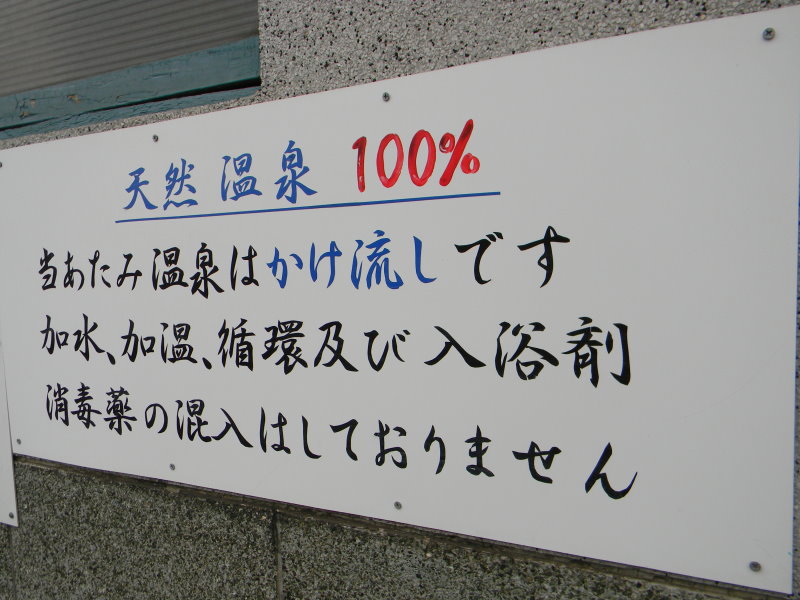 天然温泉 100%
当あたみ温泉はかけ流しです
加水、加温、循環及び入浴剤
消毒薬の混入はしておりません